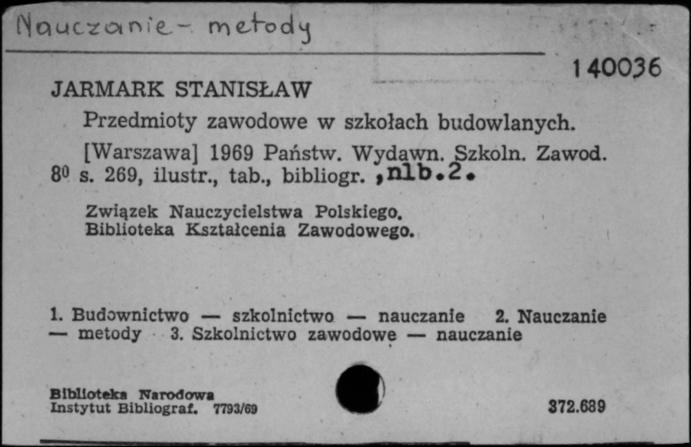 Nauczanie - metody
140036
JARMARK STANISŁAW
Przedmioty zawodowe w szkołach budowlanych.
[Warszawa] 1969 Państw. Wydawn. Szkoln. Zawod.
8⁰ s. 269, ilustr., tab., bibliogr. ,nlb.2.
Związek Nauczycielstwa Polskiego.
Biblioteka Kształcenia Zawodowego.
1. Budownictwo — szkolnictwo — nauczanie 2. Nauczanie
— metody 3. Szkolnictwo zawodowe — nauczanie
Biblioteka Narodowa
Instytut Bibliograf. 7793/69
372.689